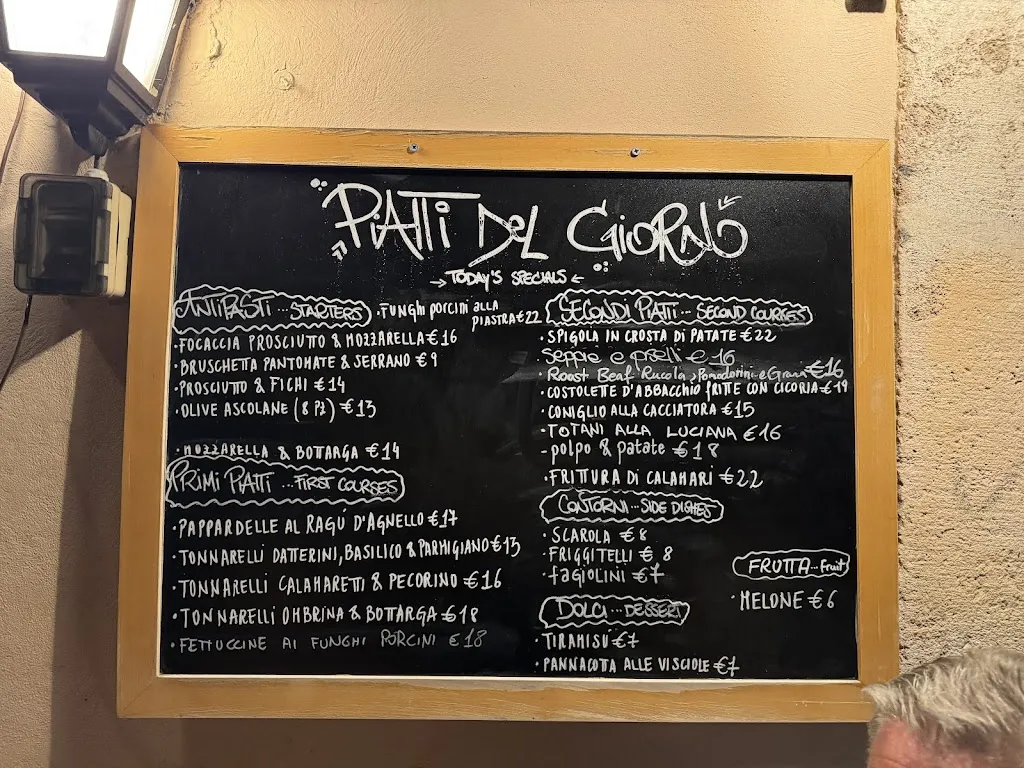 PIATTI DEL GIORNO
TODAY'S SPECIALS
ANTIPASTI ... STARTERS
• FUNGHI PORCINI ALLA
PIASTRA €22
• FOCACCIA PROSCIUTTO & MOZZARELLA €16
• BRUSCHETTA PANTOMATE & SERRANO €9
• PROSCIUTTO & FICHI €14
• OLIVE ASCOLANE (8 PZ) €13
• MOZZARELLA & BOTTARGA €14
PRIMI PIATTI ... FIRST COURSES
• PAPPARDELLE AL RAGÚ D'AGNELLO €17
• TONNARELLI DATTERINI, BASILICO & PARMIGIANO €13
• TONNARELLI CALAMARETTI & PECORINO €16
• TONNARELLI OMBRINA & BOTTARGA €18
• FETTUCCINE AI FUNGHI PORCINI €18
SECONDI PIATTI ... SECOND COURSES
• SPIGOLA IN CROSTA DI PATATE €22
• Seppie e piselli €16
• Roast Beaf Rucola, Pomodorini e Grana €16
• COSTOLETTE D'ABBACCHIO FRITTE CON CICORIA €19
• CONIGLIO ALLA CACCIATORA €15
• TOTANI ALLA LUCIANA €16
- polpo & patate €18
• FRITTURA DI CALAMARI €22
CONTORNI ... SIDE DISHES
• SCAROLA €8
• FRIGGITELLI €8
• fAGIOLINI €7
DOLCI ... DESSERT
• TIRAMISÚ €7
• PANNACOTTA ALLE VISCIOLE €7
FRUTTA ... Fruit
• MELONE €6